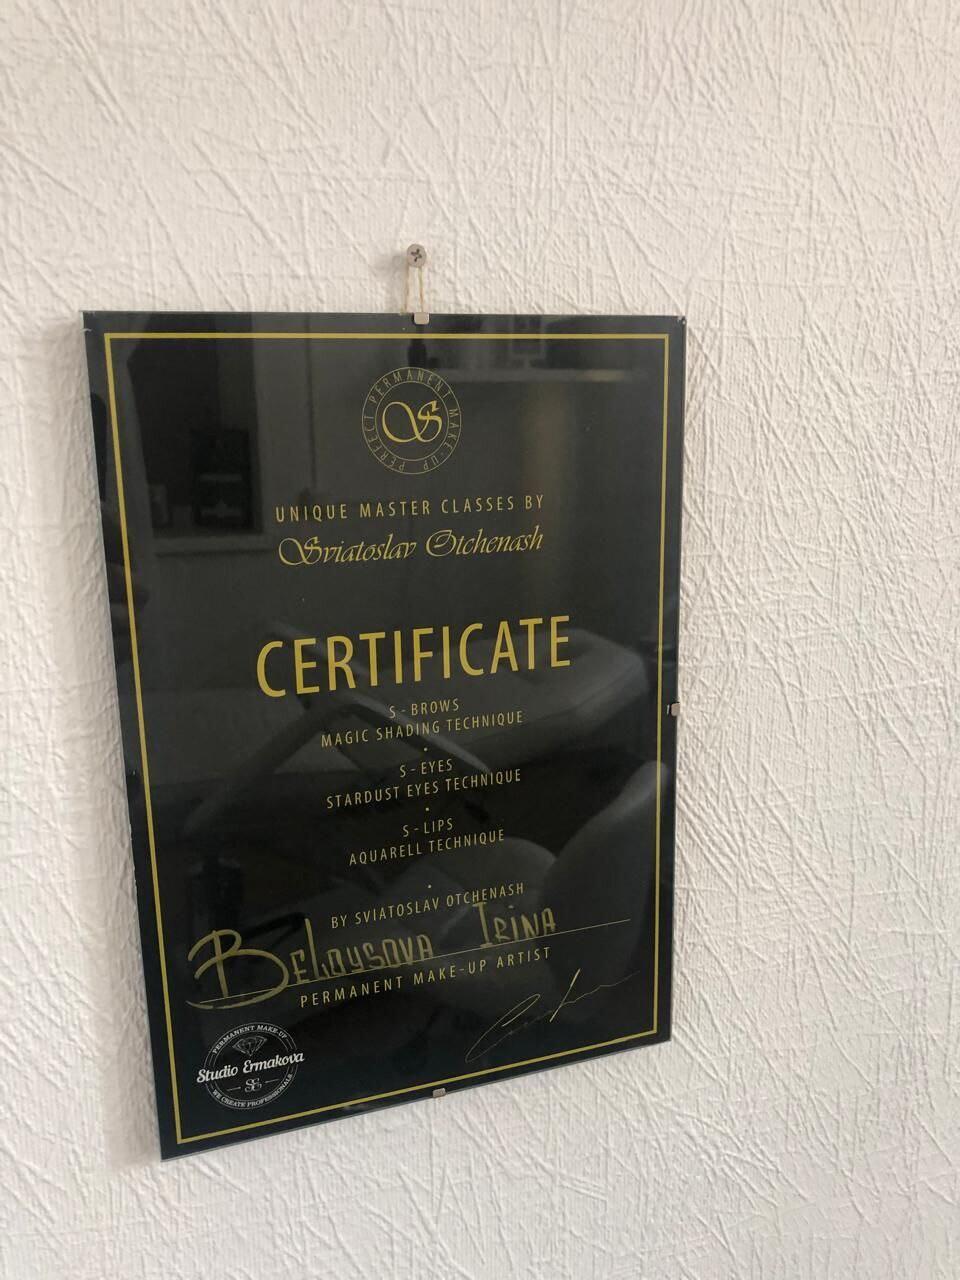 PERFECT PERMANENT MAKE-UP
S
UNIQUE MASTER CLASSES BY
Sviatoslav Otchenash
CERTIFICATE
S - BROWS
MAGIC SHADING TECHNIQUE
S - EYES
STARDUST EYES TECHNIQUE
S - LIPS
AQUARELL TECHNIQUE
BY SVIATOSLAV OTCHENASH
BELOYSOVA IRINA
PERMANENT MAKE-UP ARTIST
PERMANENT MAKE-UP
Studio Ermakova
SE
WE CREATE PROFESSIONALS